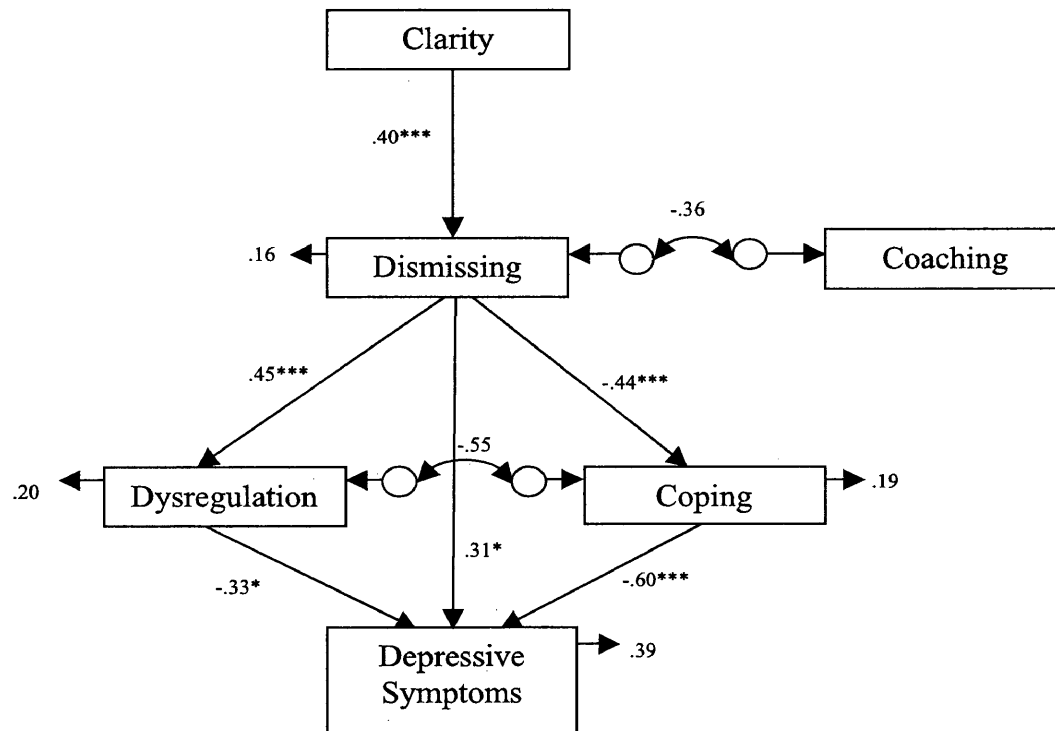 Clarity
.40***
-.36
.16
Dismissing
Coaching
.45***
-.44***
-.55
.20
Dysregulation
Coping
.19
-.33*
.31*
-.60***
Depressive
Symptoms
.39